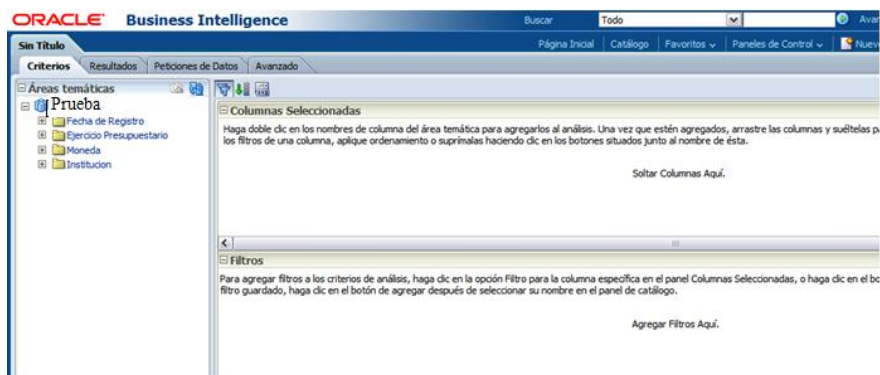 ORACLE Business Intelligence
Buscar Todo
Sin Título
Página Inicial Catálogo Favoritos Paneles de Control
Criterios Resultados Peticiones de Datos Avanzado
Áreas temáticas
Prueba
Fecha de Registro
Ejercicio Presupuestario
Moneda
Institucion
Columnas Seleccionadas
Haga doble clic en los nombres de columna del área temática para agregarlos al análisis. Una vez que estén agregados, arrastre las columnas y suéltelas
los filtros de una columna, aplique ordenamiento o suprímalas haciendo clic en los botones situados junto al nombre de ésta.
Soltar Columnas Aquí.
Filtros
Para agregar filtros a los criterios de análisis, haga clic en la opción Filtro para la columna específica en el panel Columnas Seleccionadas, o haga clic en el
filtro guardado, haga clic en el botón de agregar después de seleccionar su nombre en el panel de catálogo.
Agregar Filtros Aquí.